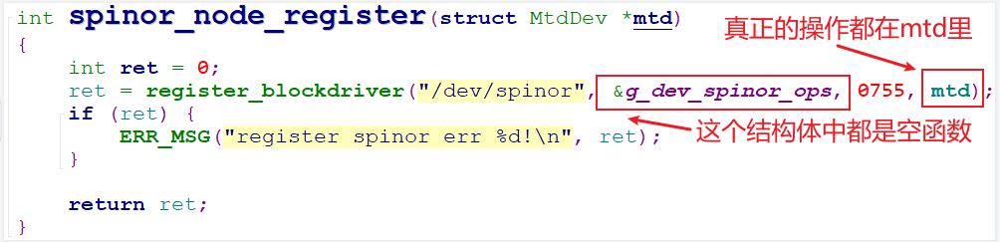 int spinor_node_register(struct MtdDev *mtd)
真正的操作都在mtd里
{
int ret = 0;
ret = register_blockdriver("/dev/spinor", &g_dev_spinor_ops, 0755, mtd);
if (ret) {
这个结构体中都是空函数
ERR_MSG("register spinor err %d!\n", ret);
}
return ret;
}